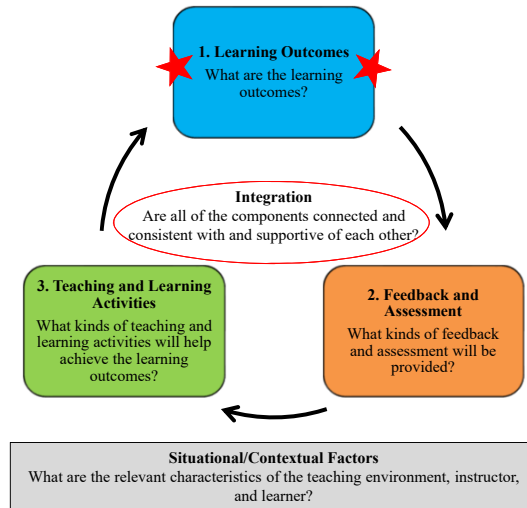 1. Learning Outcomes
What are the learning
outcomes?
Integration
Are all of the components connected and
consistent with and supportive of each other?
3. Teaching and Learning
Activities
What kinds of teaching and
learning activities will help
achieve the learning
outcomes?
2. Feedback and
Assessment
What kinds of feedback
and assessment will be
provided?
Situational/Contextual Factors
What are the relevant characteristics of the teaching environment, instructor,
and learner?